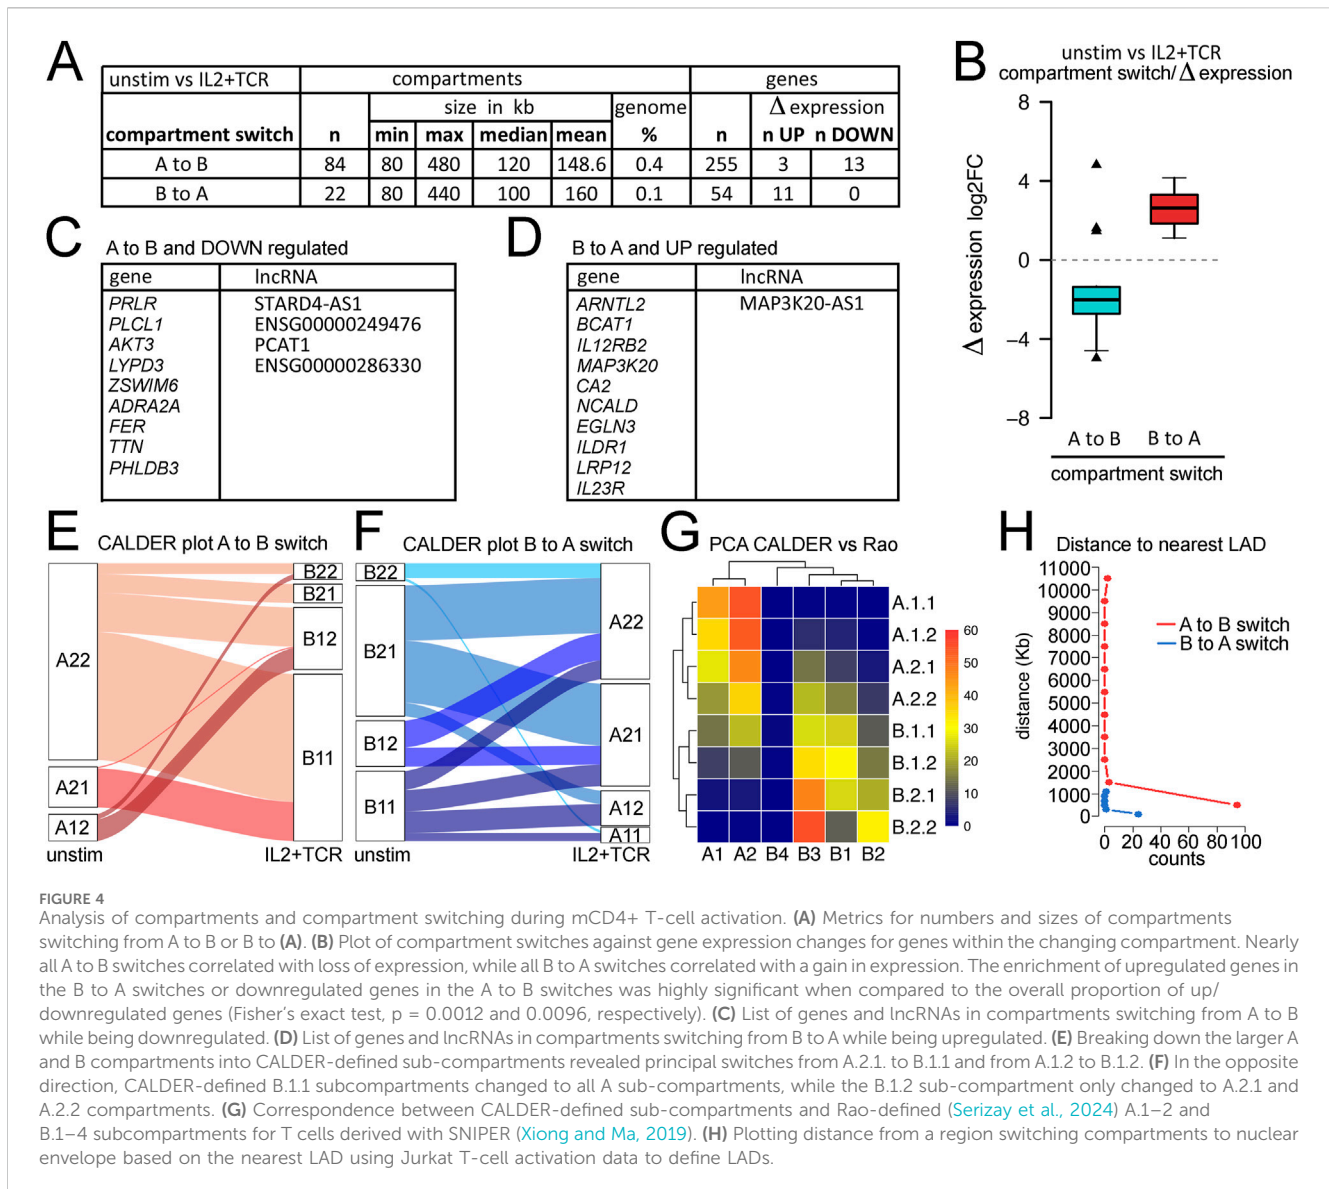 A
unstim vs IL2+TCR compartments genes
size in kb genome Δ expression
compartment switch n min max median mean % n n UP n DOWN
A to B 84 80 480 120 148.6 0.4 255 3 13
B to A 22 80 440 100 160 0.1 54 11 0
B
unstim vs IL2+TCR
compartment switch/Δ expression
Δ expression log2FC
8
4
0
−4
−8
A to B B to A
compartment switch
C
A to B and DOWN regulated
gene lncRNA
PRLR STARD4-AS1
PLCL1 ENSG00000249476
AKT3 PCAT1
LYPD3 ENSG00000286330
ZSWIM6
ADRA2A
FER
TTN
PHLDB3
D
B to A and UP regulated
gene lncRNA
ARNTL2 MAP3K20-AS1
BCAT1
IL12RB2
MAP3K20
CA2
NCALD
EGLN3
ILDR1
LRP12
IL23R
E
CALDER plot A to B switch
A22
A21
A12
B22
B21
B12
B11
unstim IL2+TCR
F
CALDER plot B to A switch
B22
B21
B12
B11
A22
A21
A12
A11
unstim IL2+TCR
G
PCA CALDER vs Rao
A.1.1
A.1.2
A.2.1
A.2.2
B.1.1
B.1.2
B.2.1
B.2.2
A1 A2 B4 B3 B1 B2
60
50
40
30
20
10
0
H
Distance to nearest LAD
distance (Kb)
11000
10000
9000
8000
7000
6000
5000
4000
3000
2000
1000
0
A to B switch
B to A switch
0 20 40 60 80 100
counts
FIGURE 4
Analysis of compartments and compartment switching during mCD4+ T-cell activation. (A) Metrics for numbers and sizes of compartments
switching from A to B or B to (A). (B) Plot of compartment switches against gene expression changes for genes within the changing compartment. Nearly
all A to B switches correlated with loss of expression, while all B to A switches correlated with a gain in expression. The enrichment of upregulated genes in
the B to A switches or downregulated genes in the A to B switches was highly significant when compared to the overall proportion of up/
downregulated genes (Fisher's exact test, p = 0.0012 and 0.0096, respectively). (C) List of genes and lncRNAs in compartments switching from A to B
while being downregulated. (D) List of genes and lncRNAs in compartments switching from B to A while being upregulated. (E) Breaking down the larger A
and B compartments into CALDER-defined sub-compartments revealed principal switches from A.2.1. to B.1.1 and from A.1.2 to B.1.2. (F) In the opposite
direction, CALDER-defined B.1.1 subcompartments changed to all A sub-compartments, while the B.1.2 sub-compartment only changed to A.2.1 and
A.2.2 compartments. (G) Correspondence between CALDER-defined sub-compartments and Rao-defined (Serizay et al., 2024) A.1–2 and
B.1–4 subcompartments for T cells derived with SNIPER (Xiong and Ma, 2019). (H) Plotting distance from a region switching compartments to nuclear
envelope based on the nearest LAD using Jurkat T-cell activation data to define LADs.